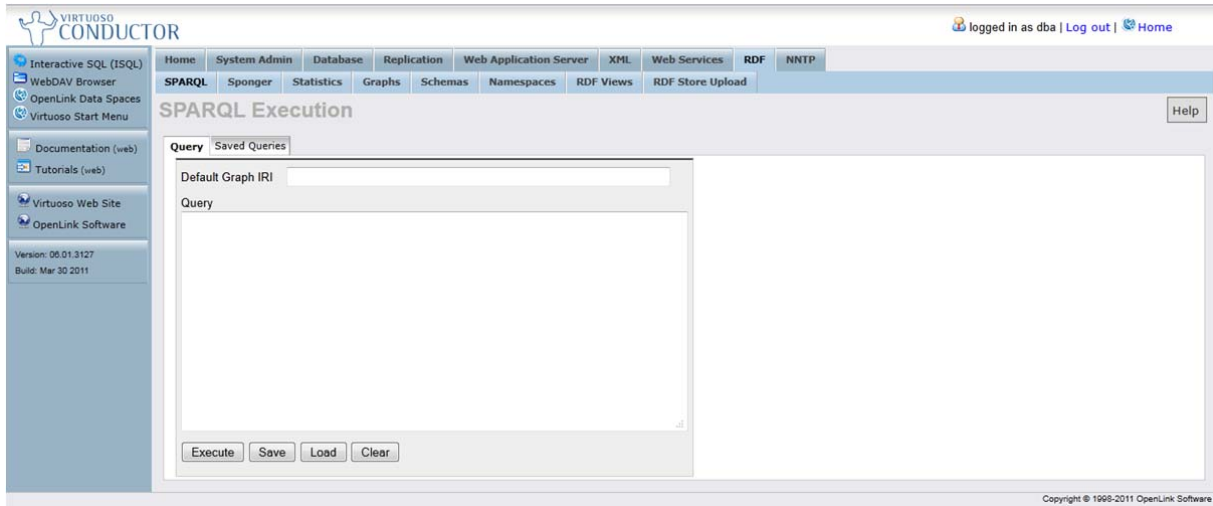 VIRTUOSO
CONDUCTOR
logged in as dba | Log out | Home
Interactive SQL (ISQL)
WebDAV Browser
OpenLink Data Spaces
Virtuoso Start Menu
Documentation (web)
Tutorials (web)
Virtuoso Web Site
OpenLink Software
Version: 06.01.3127
Build: Mar 30 2011
Home System Admin Database Replication Web Application Server XML Web Services RDF NNTP
SPARQL Sponger Statistics Graphs Schemas Namespaces RDF Views RDF Store Upload
SPARQL Execution
Help
Query Saved Queries
Default Graph IRI
Query
Execute Save Load Clear
Copyright © 1998-2011 OpenLink Software